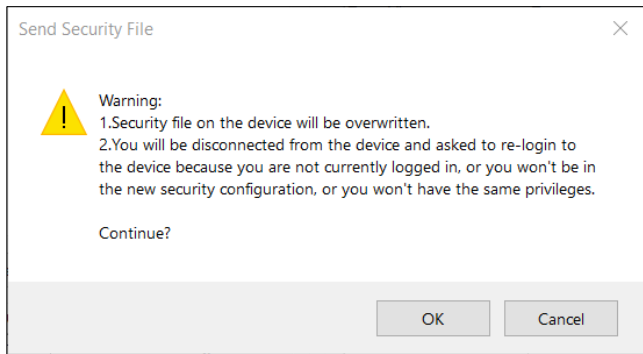 Send Security File
Warning:
1.Security file on the device will be overwritten.
2.You will be disconnected from the device and asked to re-login to
the device because you are not currently logged in, or you won't be in
the new security configuration, or you won't have the same privileges.
Continue?
OK
Cancel